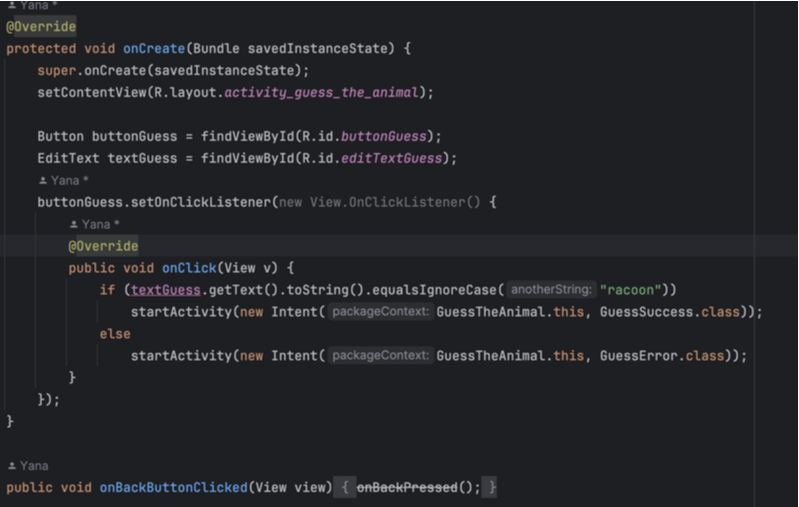 Yana *
@Override
protected void onCreate(Bundle savedInstanceState) {
super.onCreate(savedInstanceState);
setContentView(R.layout.activity_guess_the_animal);
Button buttonGuess = findViewById(R.id.buttonGuess);
EditText textGuess = findViewById(R.id.editTextGuess);
Yana *
buttonGuess.setOnClickListener(new View.OnClickListener() {
Yana *
@Override
public void onClick(View v) {
if (textGuess.getText().toString().equalsIgnoreCase( anotherString: "racoon"))
startActivity(new Intent( packageContext: GuessTheAnimal.this, GuessSuccess.class));
else
startActivity(new Intent( packageContext: GuessTheAnimal.this, GuessError.class));
}
});
}
Yana
public void onBackButtonClicked(View view) { onBackPressed(); }